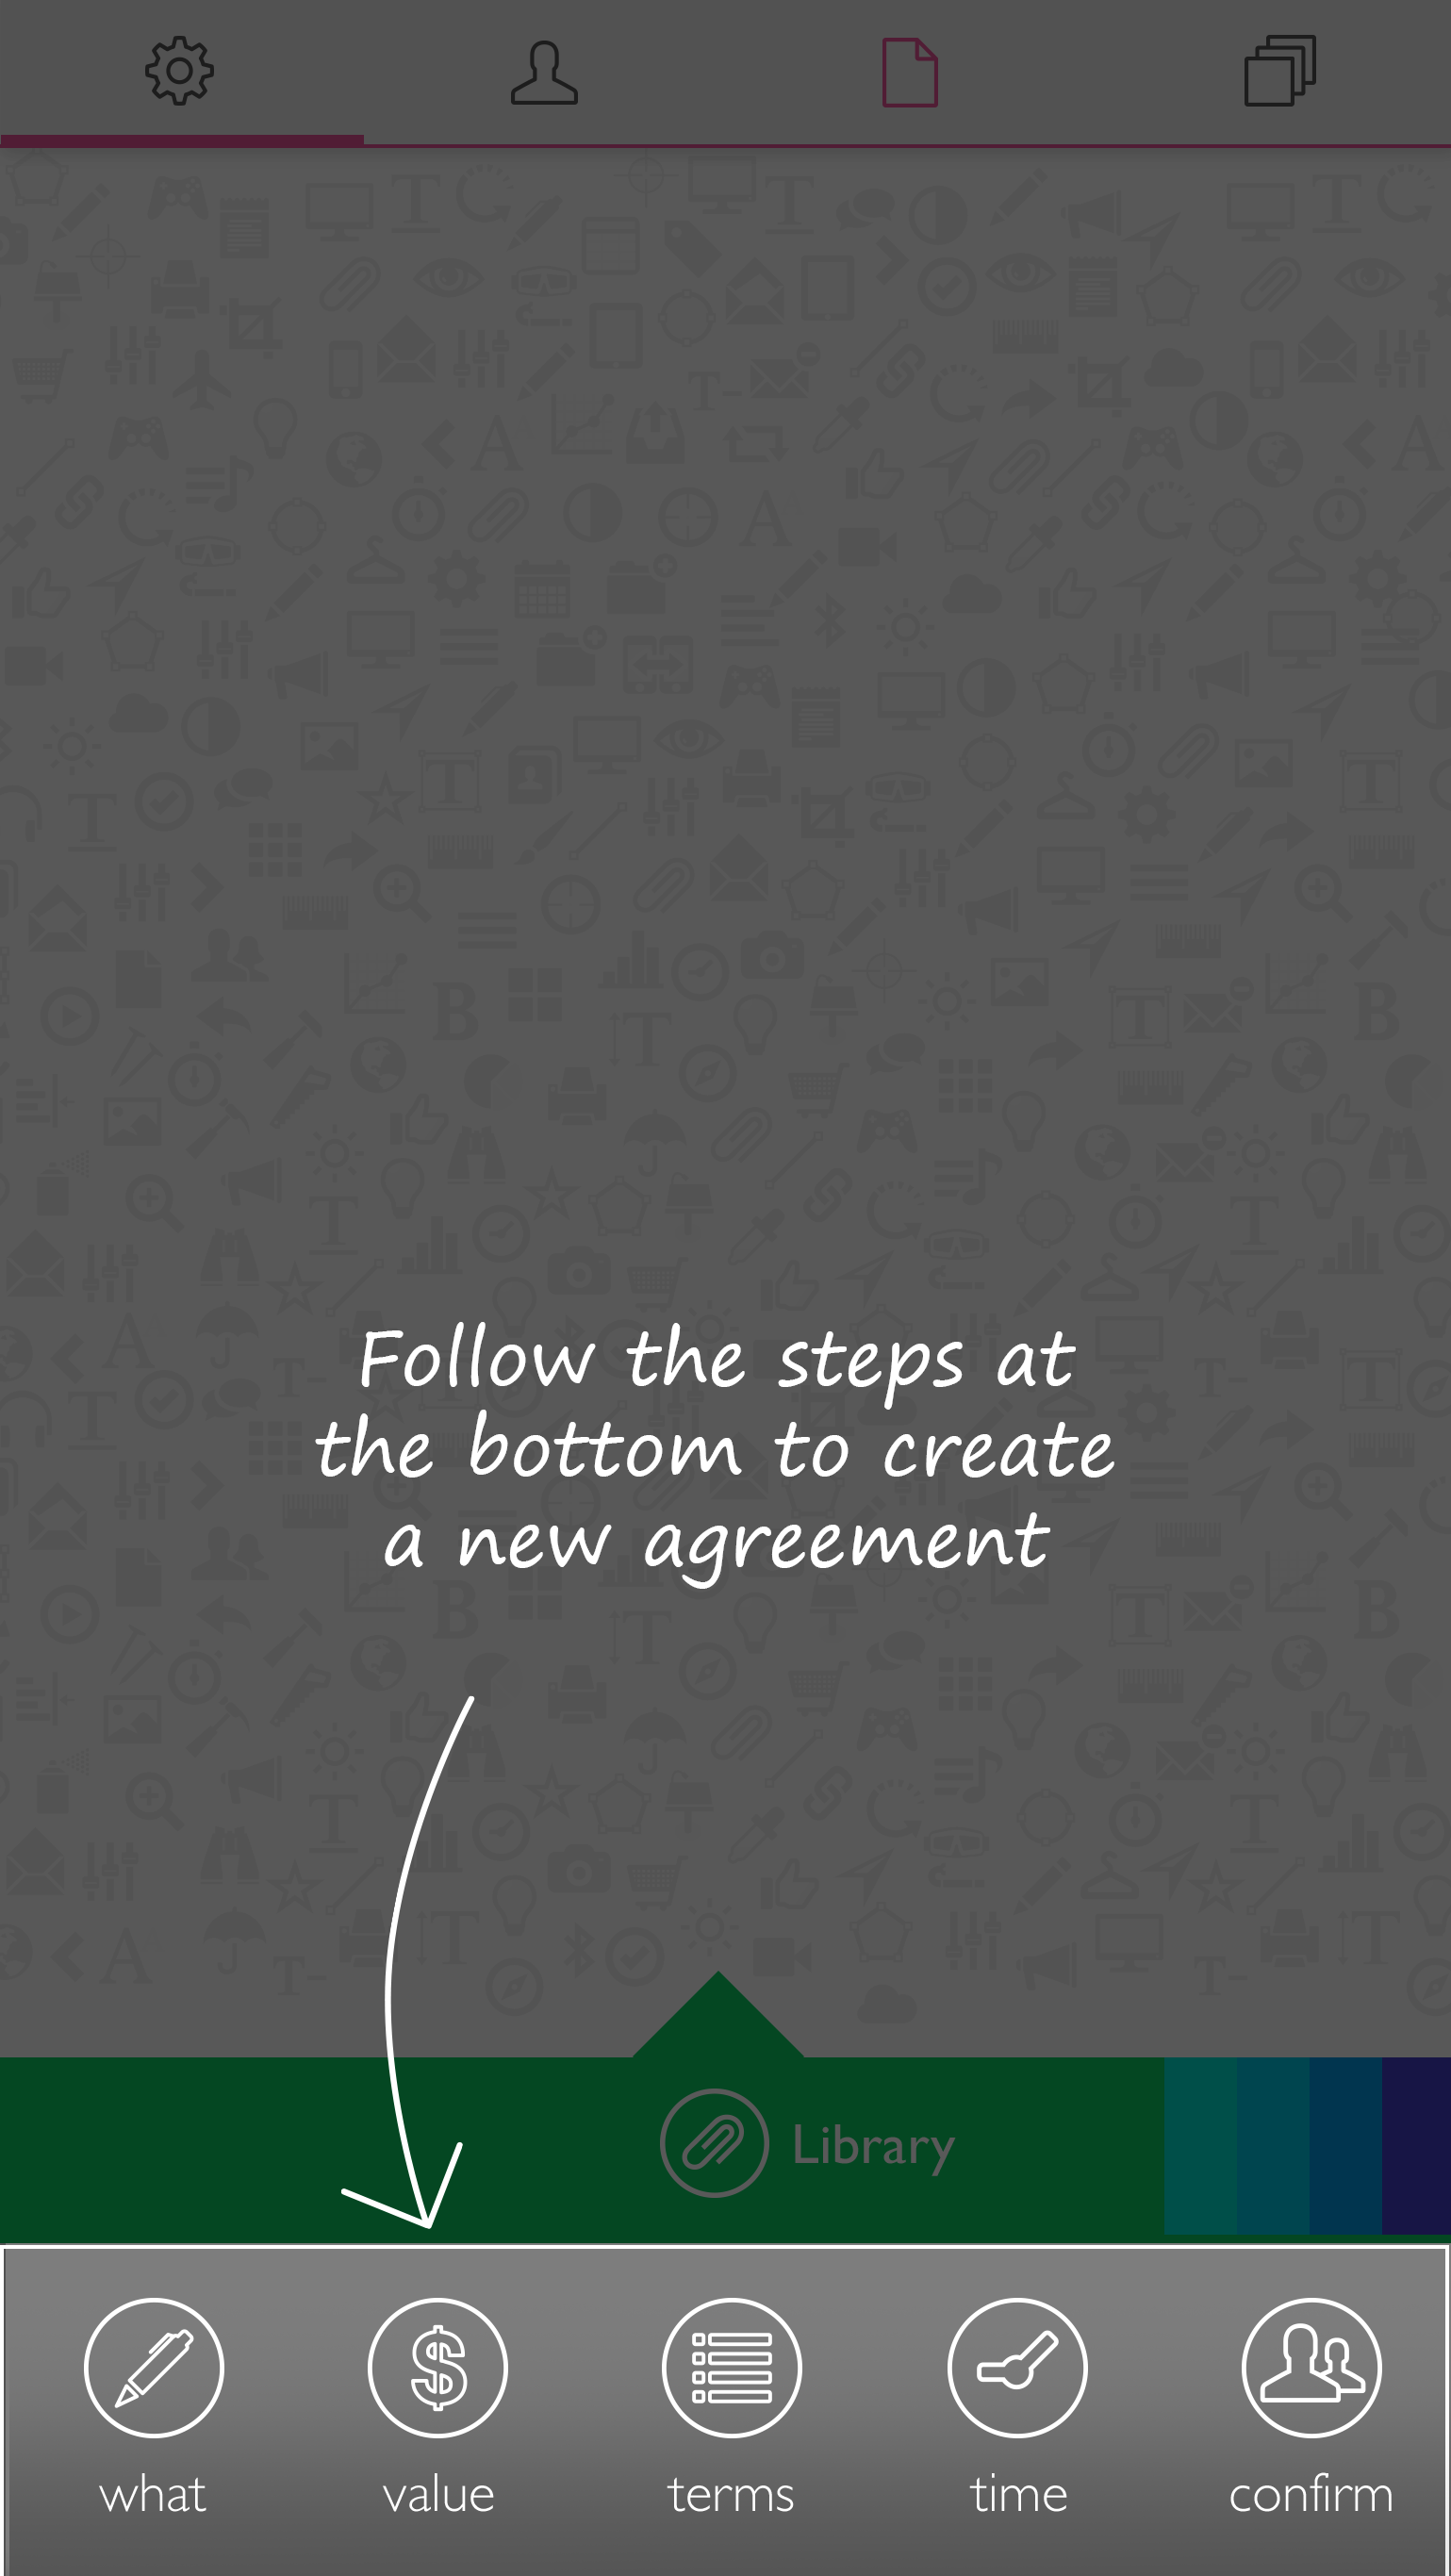 Follow the steps at
the bottom to create
a new agreement
Library
what value terms time confirm